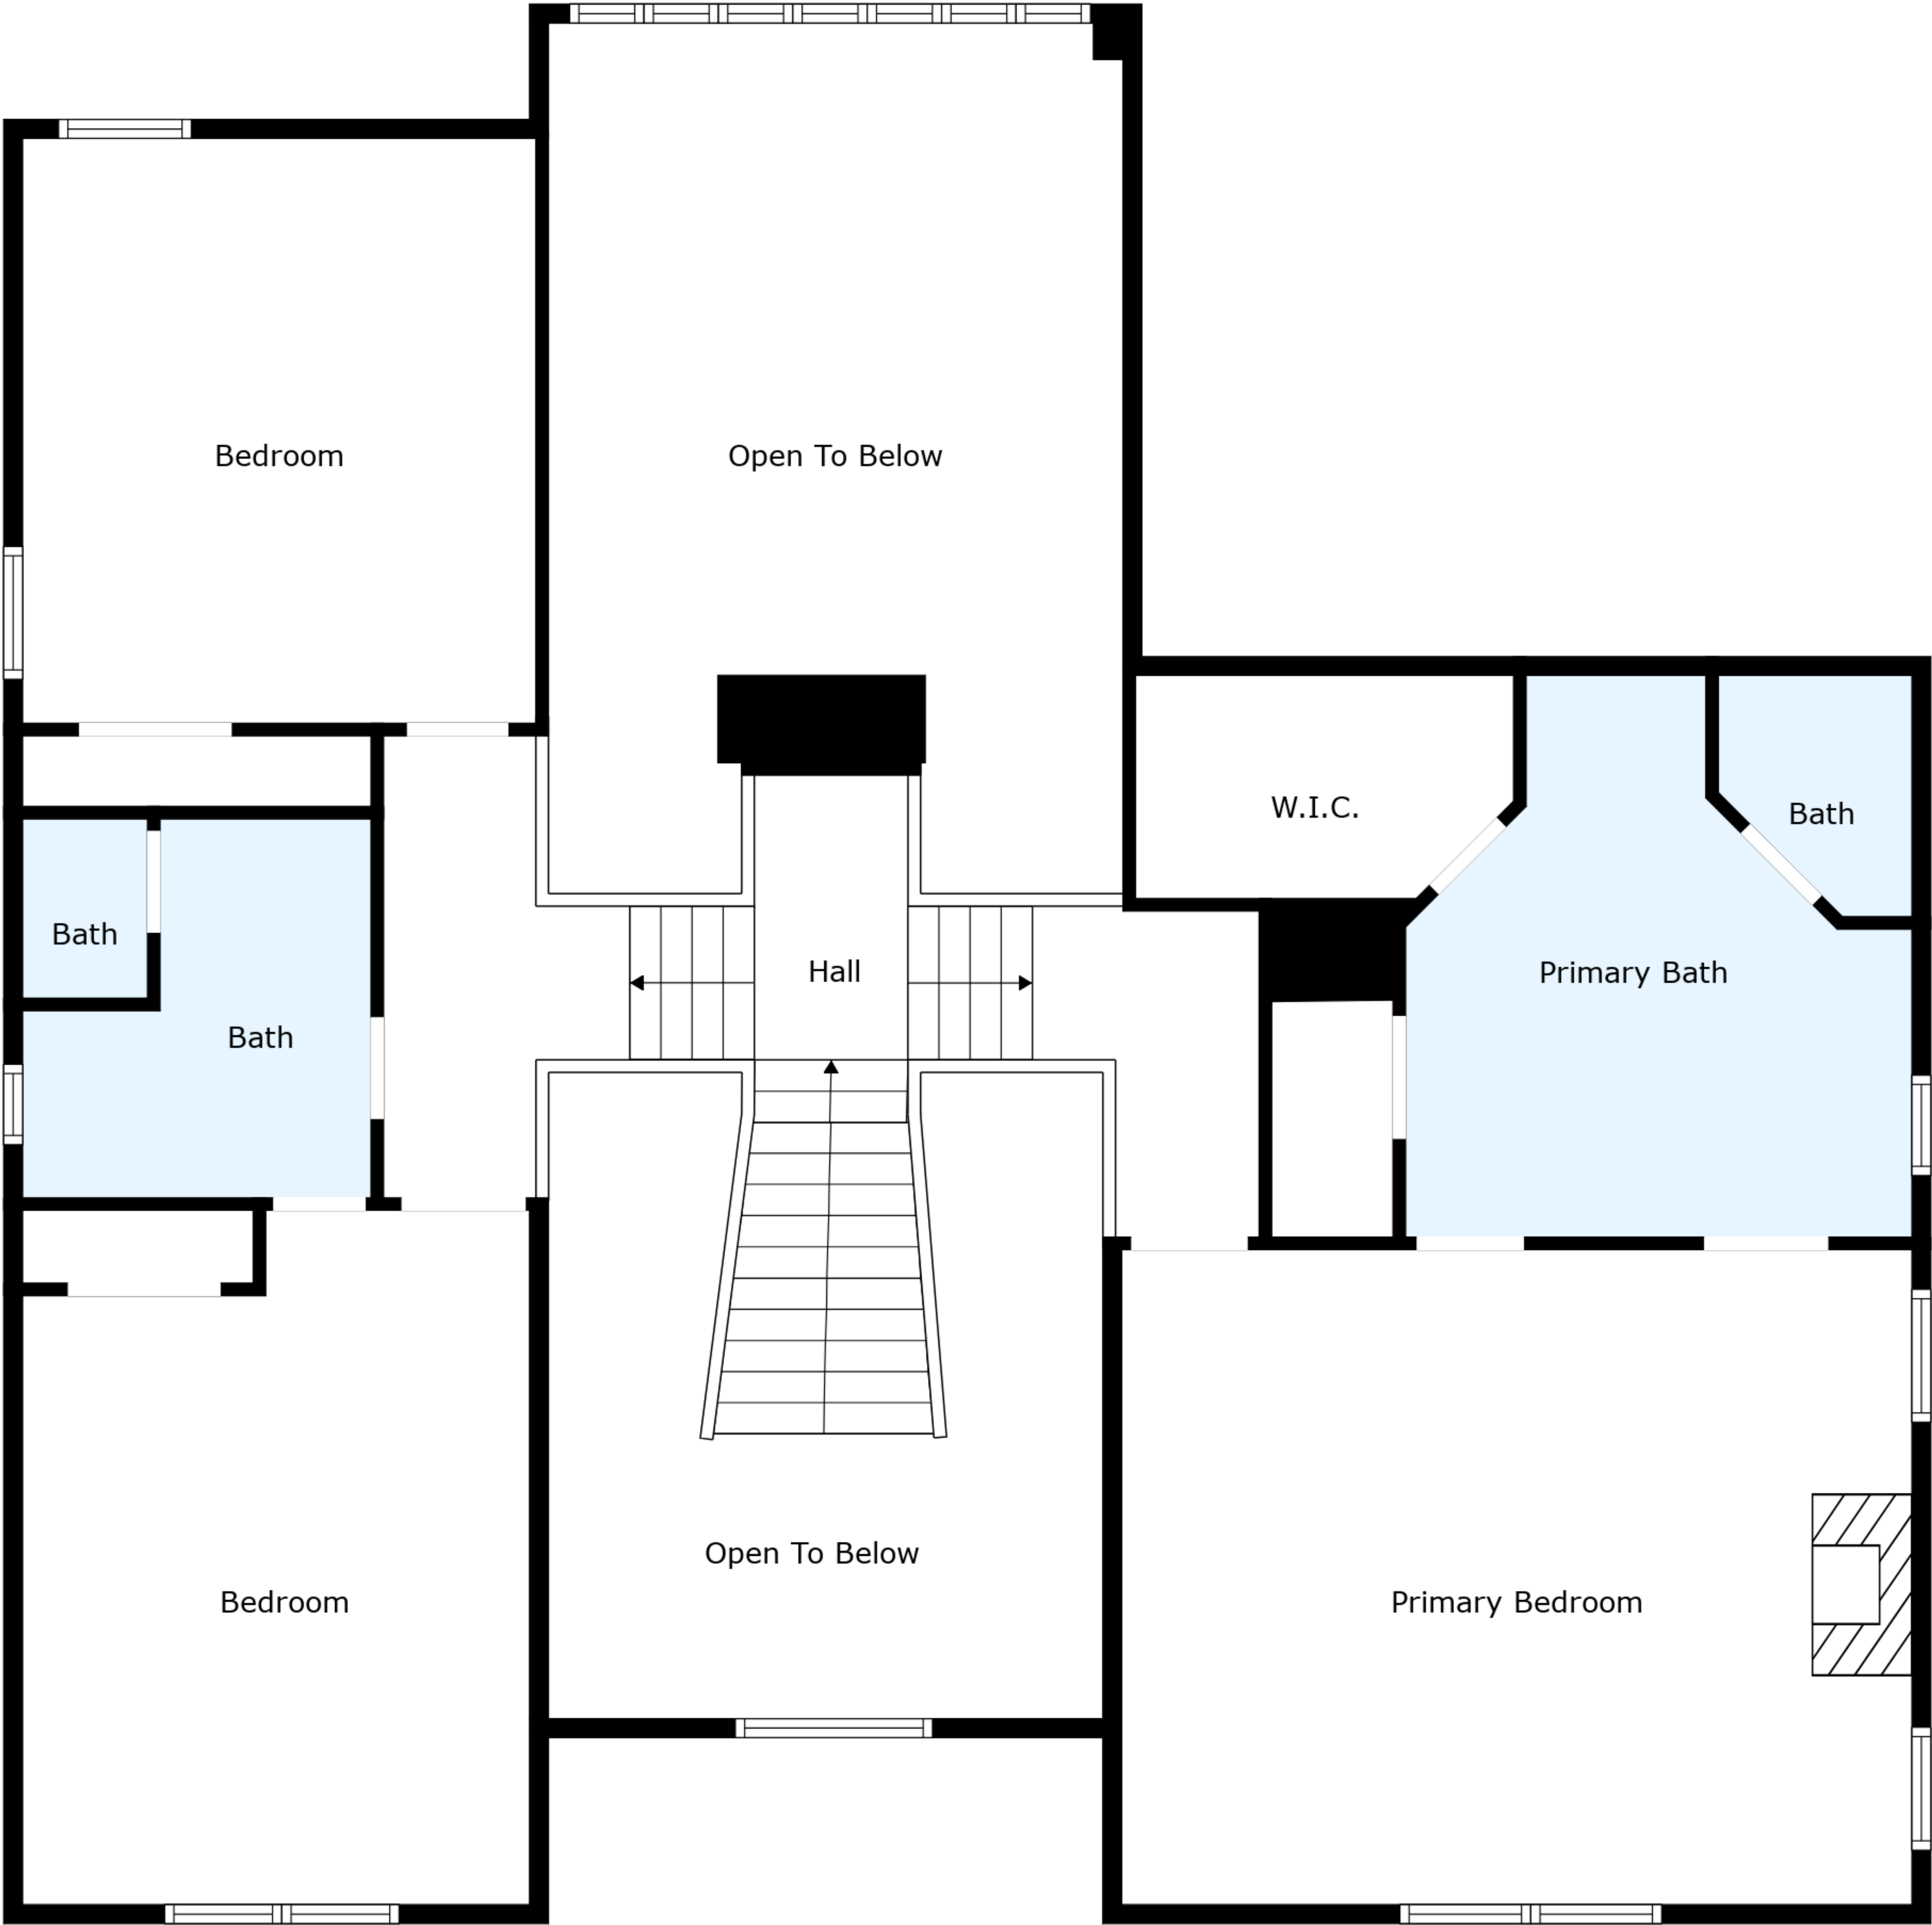 Bedroom
Open To Below
W.I.C.
Bath
Bath
Hall
Primary Bath
Bath
Open To Below
Bedroom
Primary Bedroom